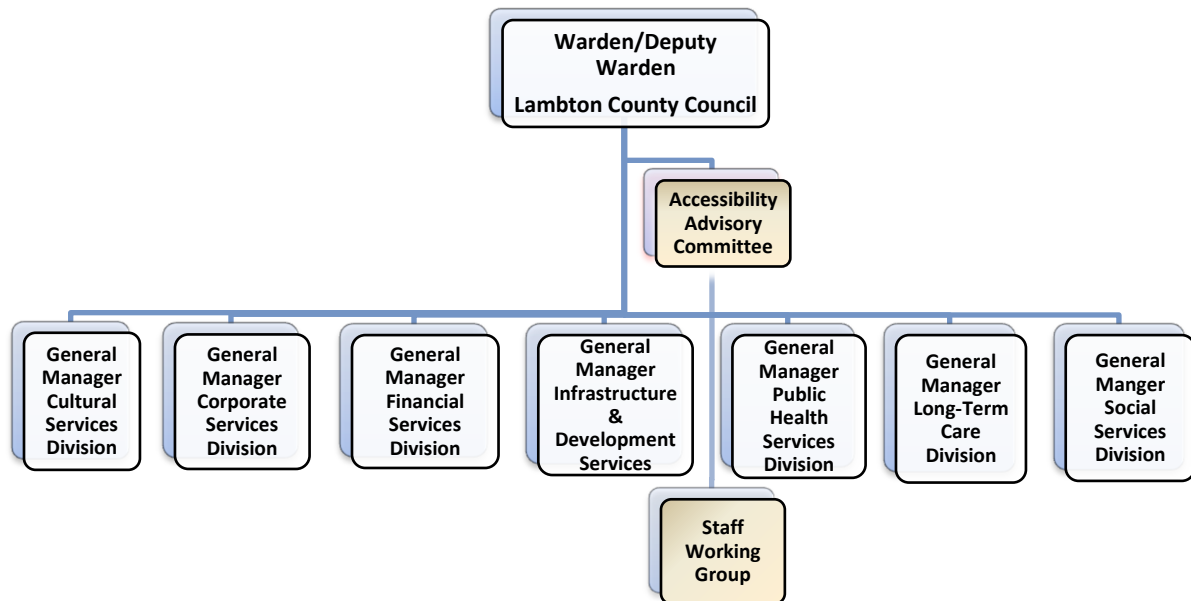 Warden/Deputy
Warden
Lambton County Council
Accessibility
Advisory
Committee
General
Manager
Cultural
Services
Division
General
Manager
Corporate
Services
Division
General
Manager
Financial
Services
Division
General
Manager
Infrastructure
&
Development
Services
General
Manager
Public
Health
Services
Division
General
Manager
Long-Term
Care
Division
General
Manger
Social
Services
Division
Staff
Working
Group